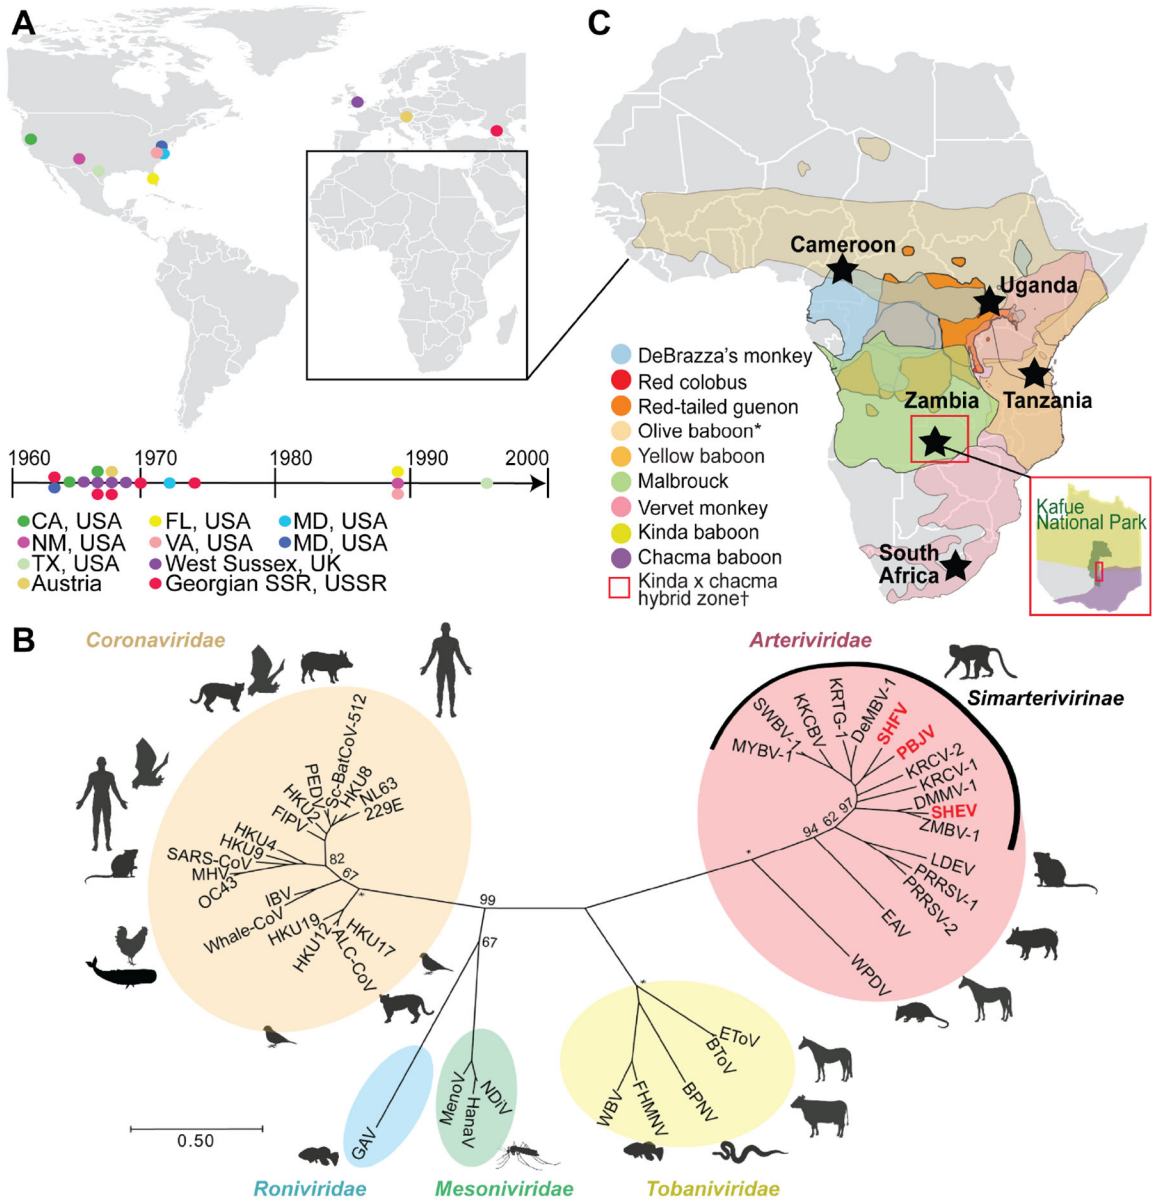 A
C
Cameroon
Uganda
DeBrazza's monkey
Red colobus
Red-tailed guenon
Olive baboon*
Yellow baboon
Malbrouck
Vervet monkey
Kinda baboon
Chacma baboon
Kinda x chacma
hybrid zone†
Zambia
Tanzania
South
Africa
Kafue
National Park
1960
1970
1980
1990
2000
CA, USA
FL, USA
MD, USA
NM, USA
VA, USA
MD, USA
TX, USA
West Sussex, UK
Austria
Georgian SSR, USSR
B
Coronaviridae
Arteriviridae
Simarterivirinae
Sc-BatCoV-512
HKU8
PEDV
HKU2
NL63
229E
FIPV
HKU4
HKU9
SARS-CoV
MHV
OC43
IBV
Whale-CoV
HKU19
HKU12
ALC-CoV
HKU17
82
67
*
99
67
MYBV-1
SWBV-1
KKCBV
KRTG-1
DeMBV-1
SHFV
PBJV
KRCV-2
KRCV-1
DMMV-1
SHEV
ZMBV-1
94
62
97
*
LDEV
PRRSV-1
PRRSV-2
EAV
WPDV
*
EToV
BToV
BPNV
FHMNV
WBV
GAV
MenoV
HanaV
NDiV
0.50
Roniviridae
Mesoniviridae
Tobaniviridae